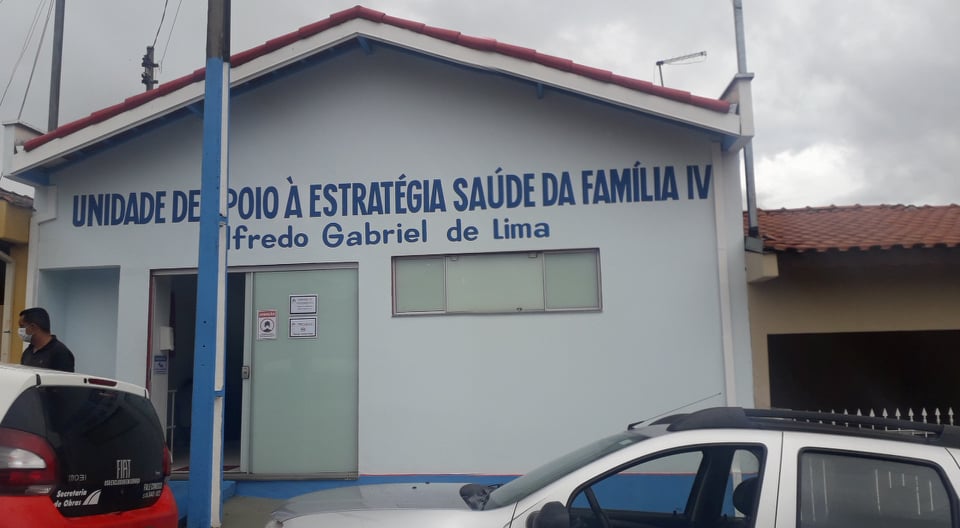 UNIDADE DE POIO À ESTRATÉGIA SAÚDE DA FAMÍLIA IV
lfredo Gabriel de Lima
FIAT
Secretaria
de Obras